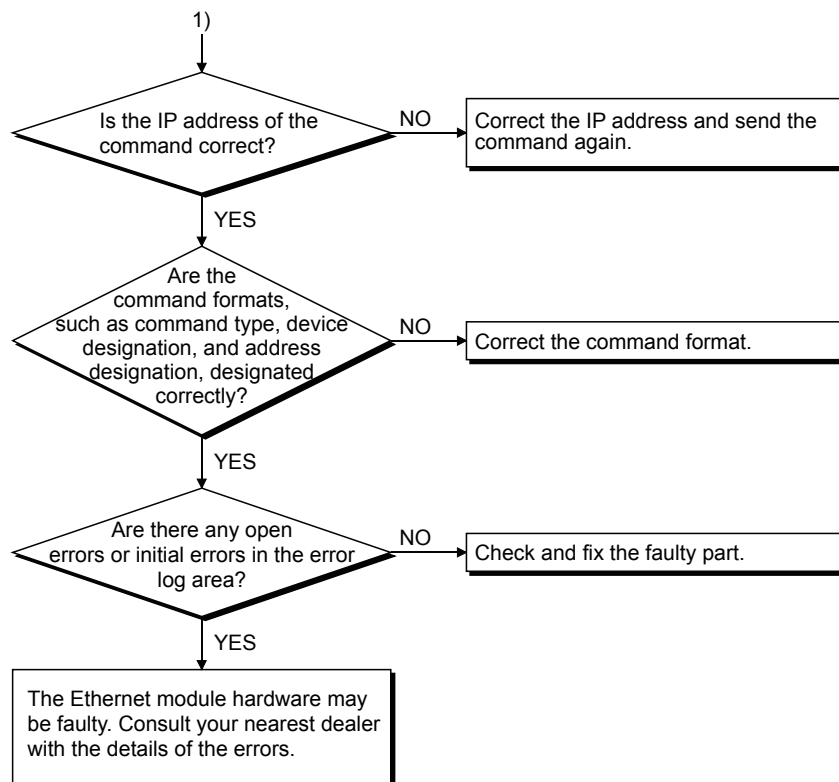 1)
Is the IP address of the
command correct?
NO
Correct the IP address and send the
command again.
YES
Are the
command formats,
such as command type, device
designation, and address
designation, designated
correctly?
NO
Correct the command format.
YES
Are there any open
errors or initial errors in the error
log area?
NO
Check and fix the faulty part.
YES
The Ethernet module hardware may
be faulty. Consult your nearest dealer
with the details of the errors.